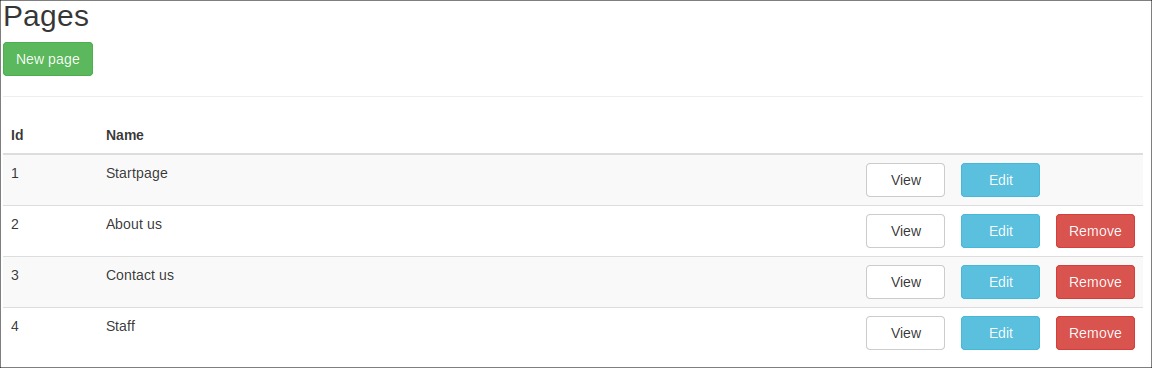 Pages
New page
Id Name
1 Startpage View Edit
2 About us View Edit Remove
3 Contact us View Edit Remove
4 Staff View Edit Remove